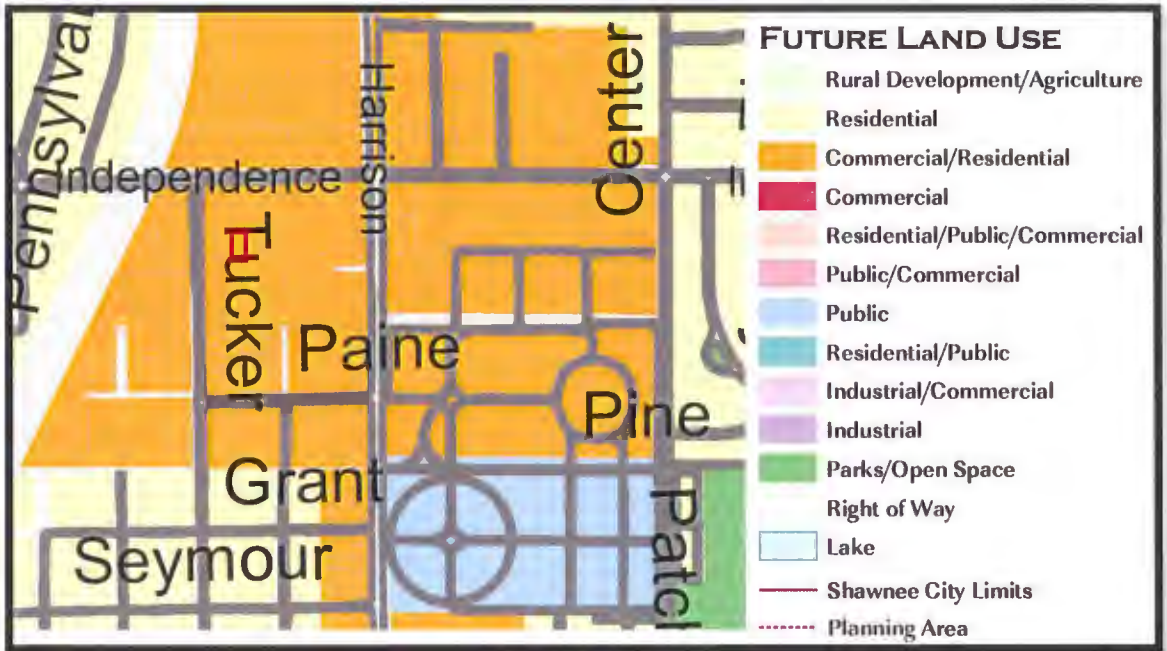 Pennsylva
Harrison
Center
Independence
Tucker
Paine
Pine
Grant
Patch
Seymour
FUTURE LAND USE
Rural Development/Agriculture
Residential
Commercial/Residential
Commercial
Residential/Public/Commercial
Public/Commercial
Public
Residential/Public
Industrial/Commercial
Industrial
Parks/Open Space
Right of Way
Lake
Shawnee City Limits
Planning Area